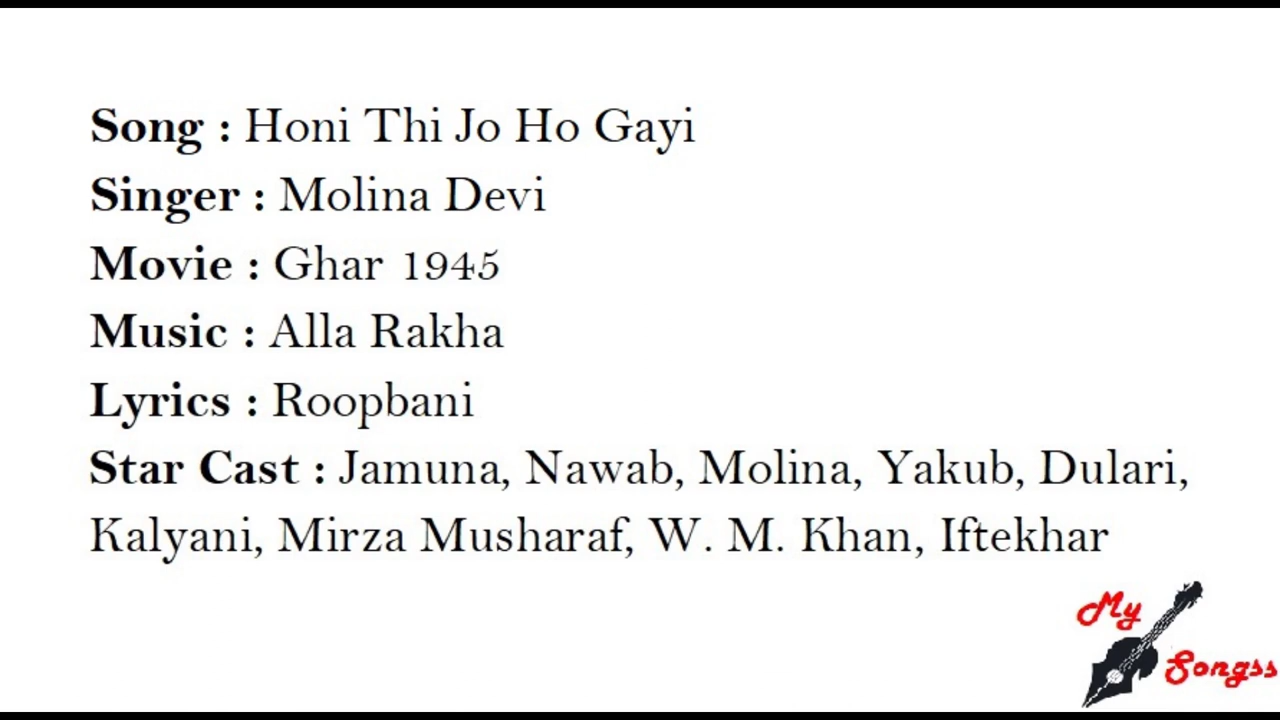 Song : Honi Thi Jo Ho Gayi
Singer : Molina Devi
Movie : Ghar 1945
Music : Alla Rakha
Lyrics : Roopbani
Star Cast : Jamuna, Nawab, Molina, Yakub, Dulari,
Kalyani, Mirza Musharaf, W. M. Khan, Iftekhar
My
Songss